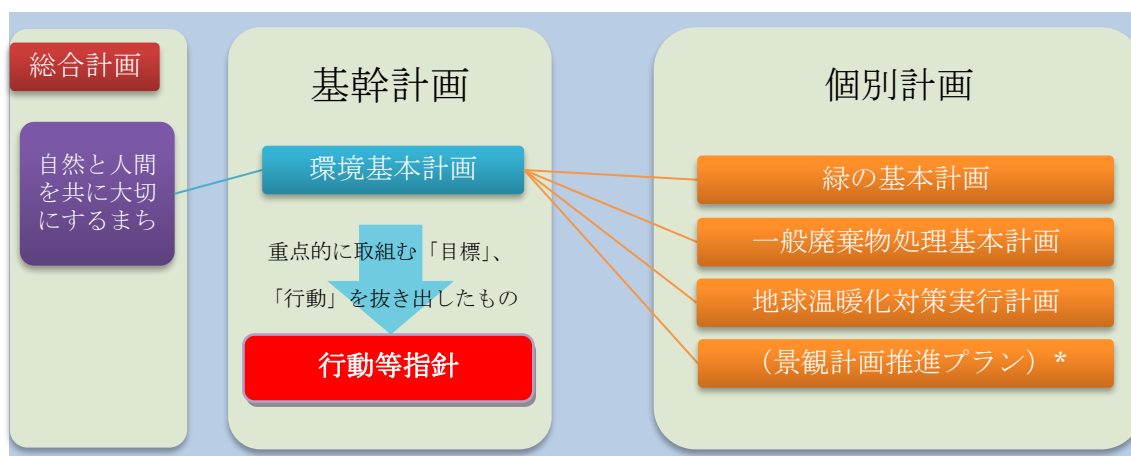 総合計画
自然と人間
を共に大切
にするまち
基幹計画
環境基本計画
重点的に取組む「目標」、
「行動」を抜き出したもの
行動等指針
個別計画
緑の基本計画
一般廃棄物処理基本計画
地球温暖化対策実行計画
（景観計画推進プラン）*